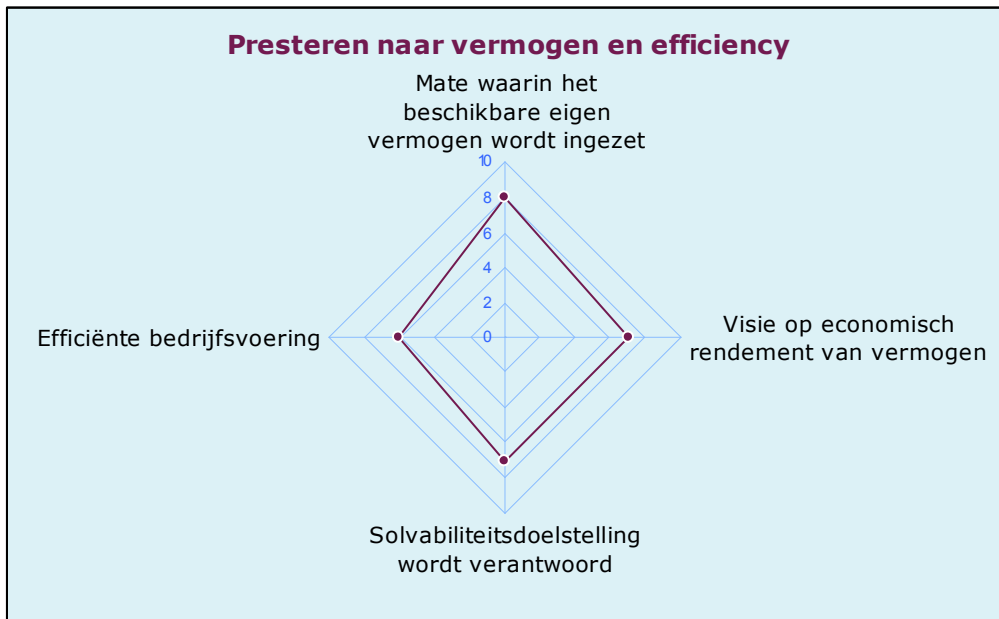 Presteren naar vermogen en efficiency
Mate waarin het
beschikbare eigen
vermogen wordt ingezet
10
8
6
4
2
0
Efficiënte bedrijfsvoering
Visie op economisch
rendement van vermogen
Solvabiliteitsdoelstelling
wordt verantwoord